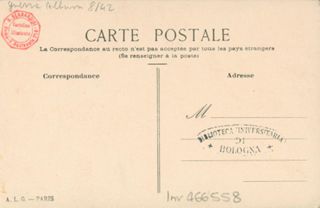 Guerra Album 8/42
CARTE POSTALE
La Correspondance au recto n'est pas acceptée par tous les pays étrangers
(Se renseigner à la poste)
Correspondance
Adresse
M
BIBLIOTECA UNIVERSITARIA
DI
BOLOGNA
A. L. G. — PARIS
Inv 466558